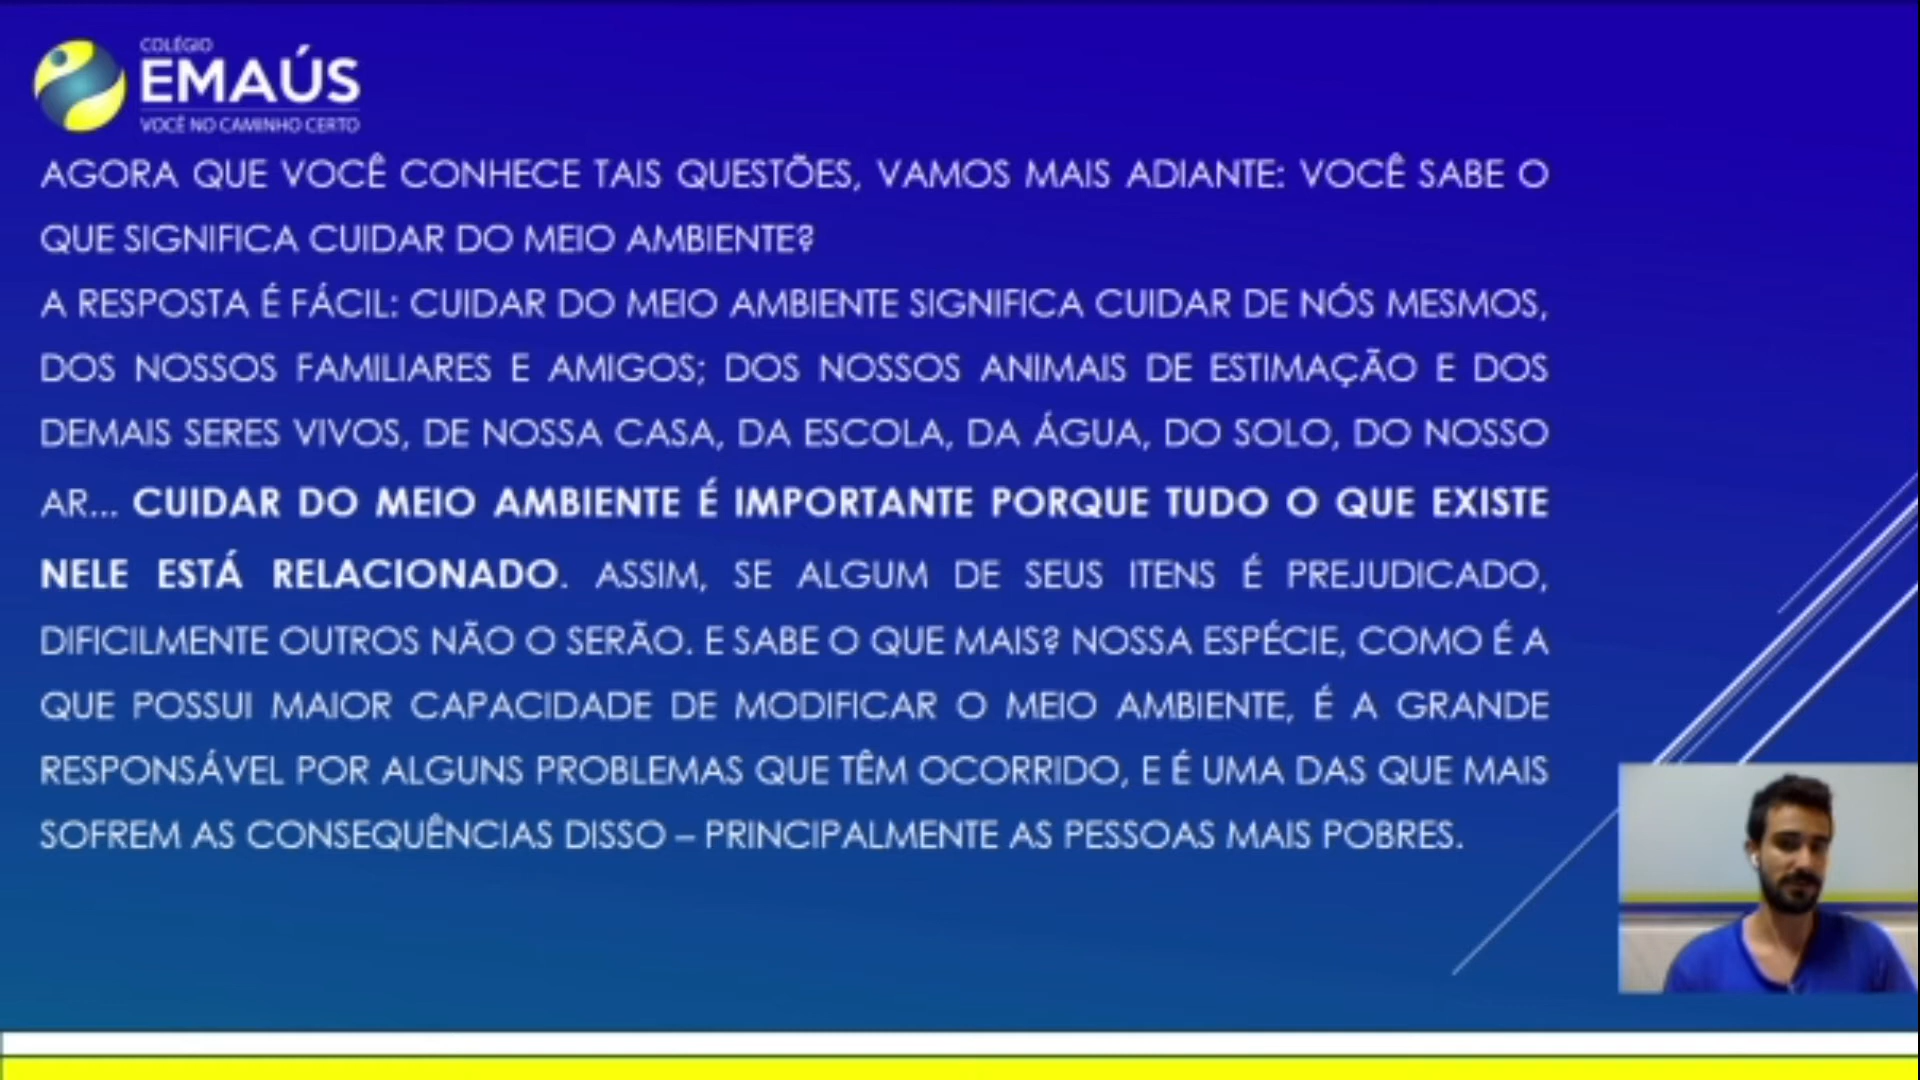 COLÉGIO
EMAÚS
VOCÊ NO CAMINHO CERTO
AGORA QUE VOCÊ CONHECE TAIS QUESTÕES, VAMOS MAIS ADIANTE: VOCÊ SABE O
QUE SIGNIFICA CUIDAR DO MEIO AMBIENTE?
A RESPOSTA É FÁCIL: CUIDAR DO MEIO AMBIENTE SIGNIFICA CUIDAR DE NÓS MESMOS,
DOS NOSSOS FAMILIARES E AMIGOS; DOS NOSSOS ANIMAIS DE ESTIMAÇÃO E DOS
DEMAIS SERES VIVOS, DE NOSSA CASA, DA ESCOLA, DA ÁGUA, DO SOLO, DO NOSSO
AR... CUIDAR DO MEIO AMBIENTE É IMPORTANTE PORQUE TUDO O QUE EXISTE
NELE ESTÁ RELACIONADO. ASSIM, SE ALGUM DE SEUS ITENS É PREJUDICADO,
DIFICILMENTE OUTROS NÃO O SERÃO. E SABE O QUE MAIS? NOSSA ESPÉCIE, COMO É A
QUE POSSUI MAIOR CAPACIDADE DE MODIFICAR O MEIO AMBIENTE, É A GRANDE
RESPONSÁVEL POR ALGUNS PROBLEMAS QUE TÊM OCORRIDO, E É UMA DAS QUE MAIS
SOFREM AS CONSEQUÊNCIAS DISSO – PRINCIPALMENTE AS PESSOAS MAIS POBRES.